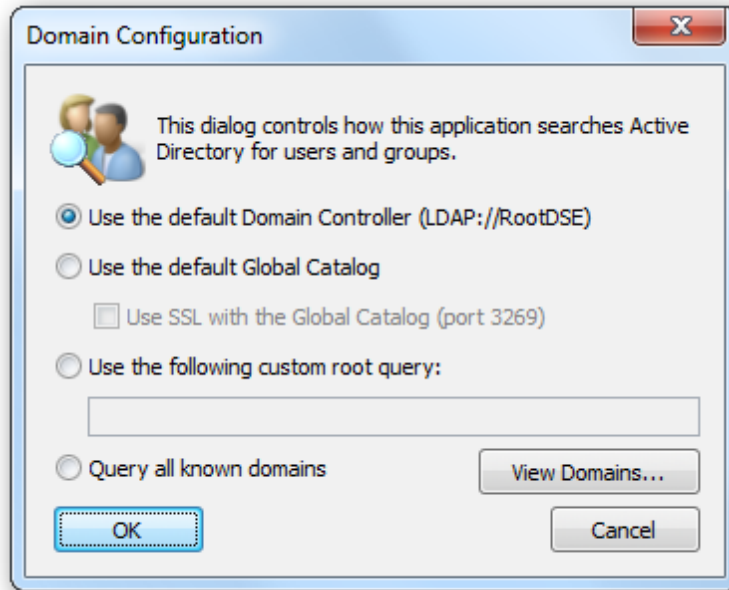 Domain Configuration
This dialog controls how this application searches Active
Directory for users and groups.
Use the default Domain Controller (LDAP://RootDSE)
Use the default Global Catalog
Use SSL with the Global Catalog (port 3269)
Use the following custom root query:
Query all known domains
View Domains...
OK
Cancel